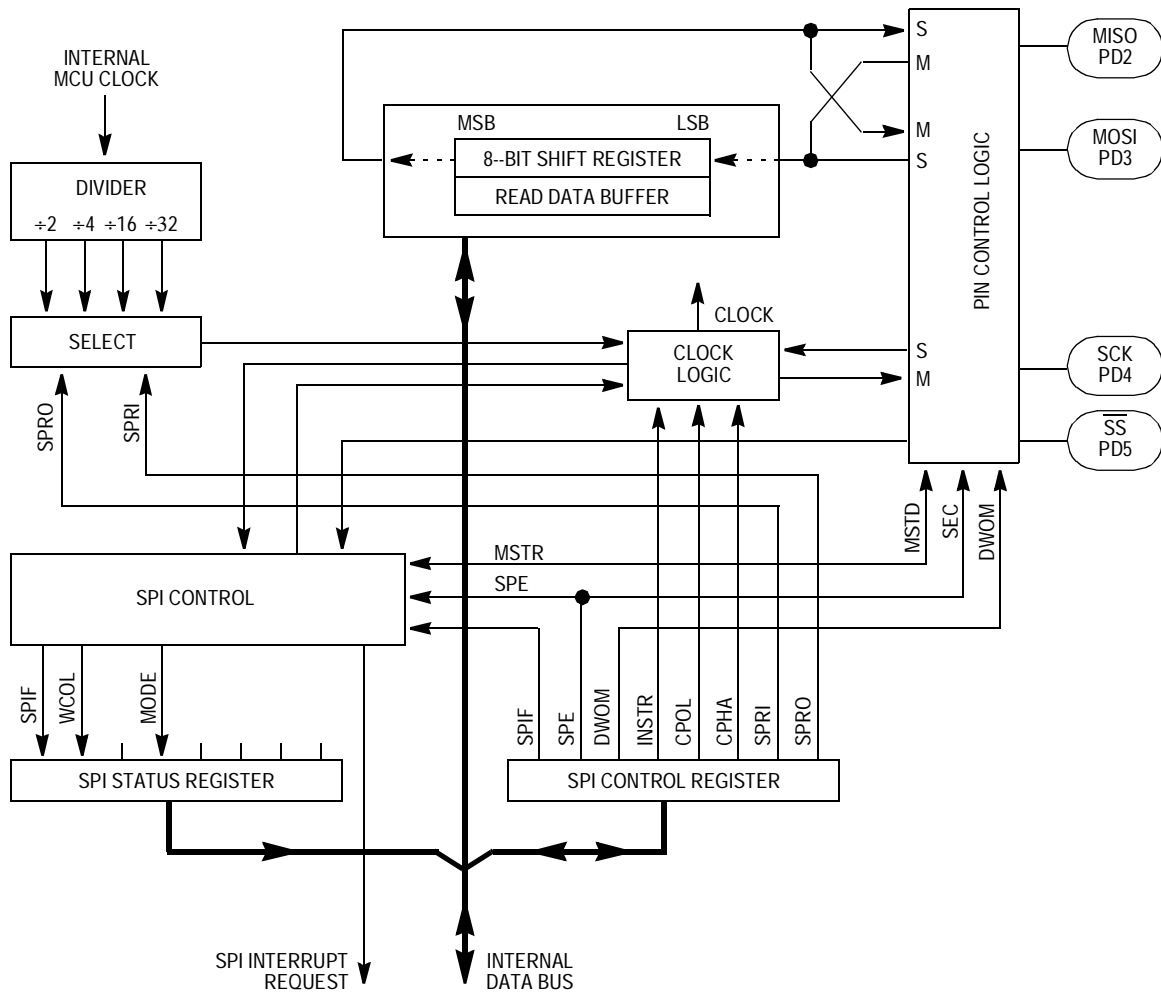 INTERNAL
MCU CLOCK
DIVIDER
÷2 ÷4 ÷16 ÷32
SELECT
SPRO
SPRI
MSB
LSB
8--BIT SHIFT REGISTER
READ DATA BUFFER
CLOCK
CLOCK
LOGIC
S
M
M
S
S
M
PIN CONTROL LOGIC
MISO
PD2
MOSI
PD3
SCK
PD4
SS
PD5
MSTD
SEC
DWOM
MSTR
SPE
SPI CONTROL
SPIF
WCOL
MODE
SPI STATUS REGISTER
SPIF
SPE
DWOM
INSTR
CPOL
CPHA
SPRI
SPRO
SPI CONTROL REGISTER
SPI INTERRUPT
REQUEST
INTERNAL
DATA BUS